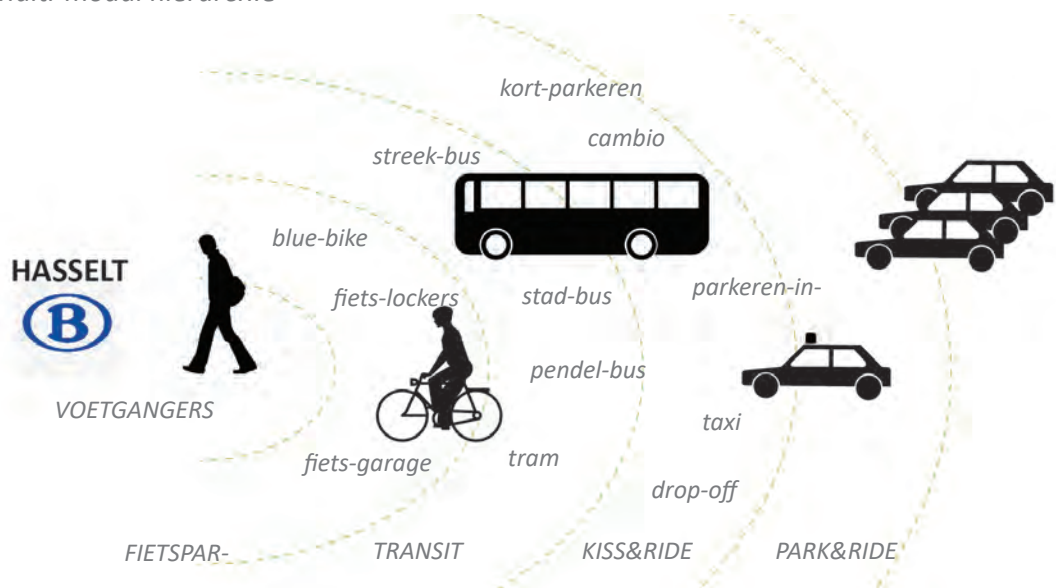 kort-parkeren
cambio
streek-bus
blue-bike
HASSELT
B
fiets-lockers
stad-bus
parkeren-in-
pendel-bus
VOETGANGERS
taxi
fiets-garage
tram
drop-off
FIETSPAR-
TRANSIT
KISS&RIDE
PARK&RIDE